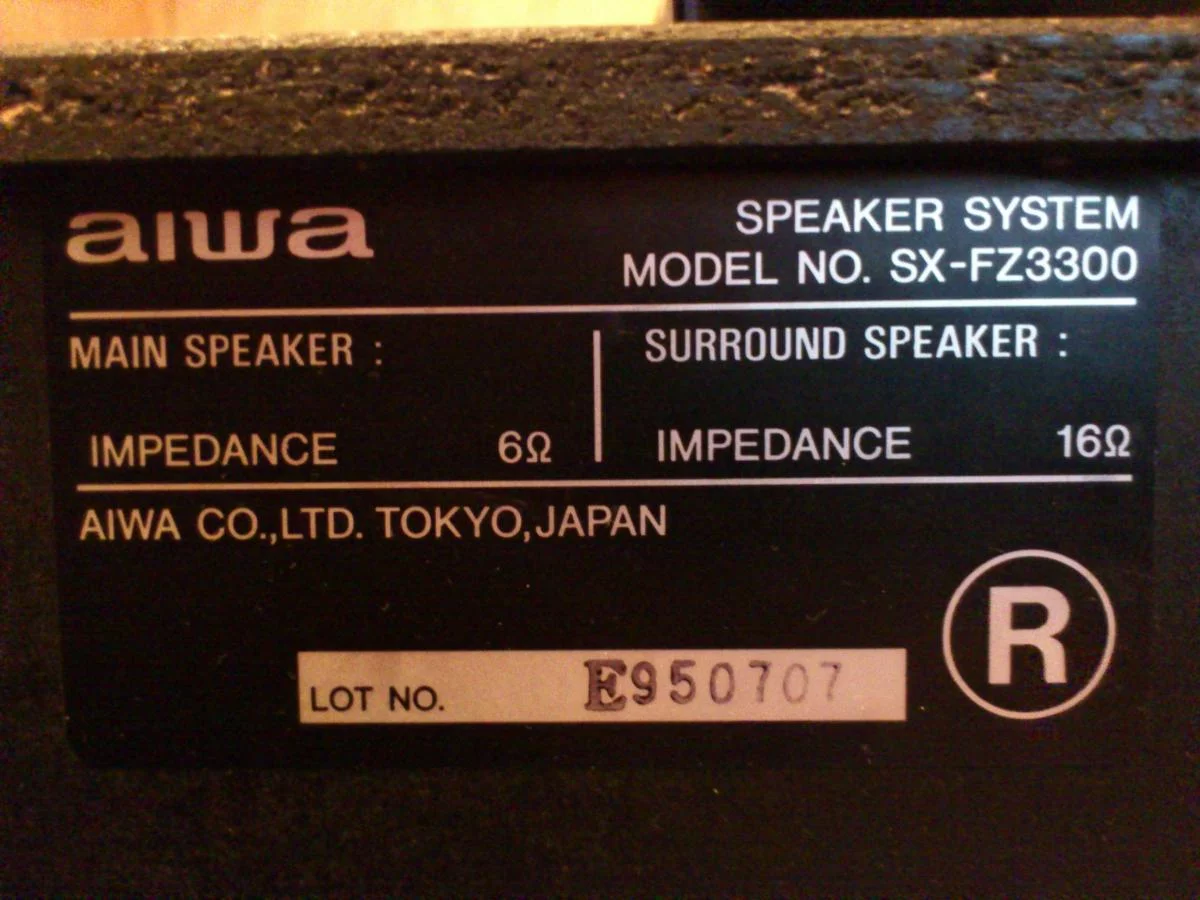 aiwa
SPEAKER SYSTEM
MODEL NO. SX-FZ3300
MAIN SPEAKER :
IMPEDANCE 6Ω
SURROUND SPEAKER :
IMPEDANCE 16Ω
AIWA CO.,LTD. TOKYO,JAPAN
R
LOT NO. E950707